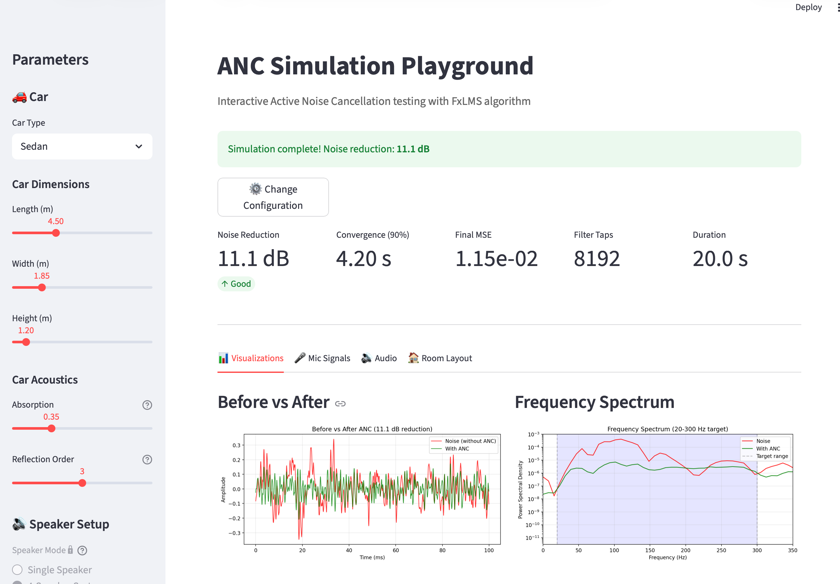 Deploy
Parameters
🚗 Car
Car Type
Sedan
Car Dimensions
Length (m)
4.50
Width (m)
1.85
Height (m)
1.20
Car Acoustics
Absorption
0.35
Reflection Order
3
🔈 Speaker Setup
Speaker Mode
Single Speaker
ANC Simulation Playground
Interactive Active Noise Cancellation testing with FxLMS algorithm
Simulation complete! Noise reduction: 11.1 dB
⚙️ Change
Configuration
Noise Reduction
11.1 dB
↑ Good
Convergence (90%)
4.20 s
Final MSE
1.15e-02
Filter Taps
8192
Duration
20.0 s
📊 Visualizations 🎤 Mic Signals 🔈 Audio 🏠 Room Layout
Before vs After
Before vs After ANC (11.1 dB reduction)
Noise (without ANC)
With ANC
Amplitude
0.3
0.2
0.1
0.0
−0.1
−0.2
−0.3
0 20 40 60 80 100
Time (ms)
Frequency Spectrum
Frequency Spectrum (20-300 Hz target)
Noise
With ANC
Target range
Power Spectral Density
10⁻³
10⁻⁴
10⁻⁵
10⁻⁶
10⁻⁷
10⁻⁸
10⁻⁹
10⁻¹⁰
10⁻¹¹
0 50 100 150 200 250 300 350
Frequency (Hz)